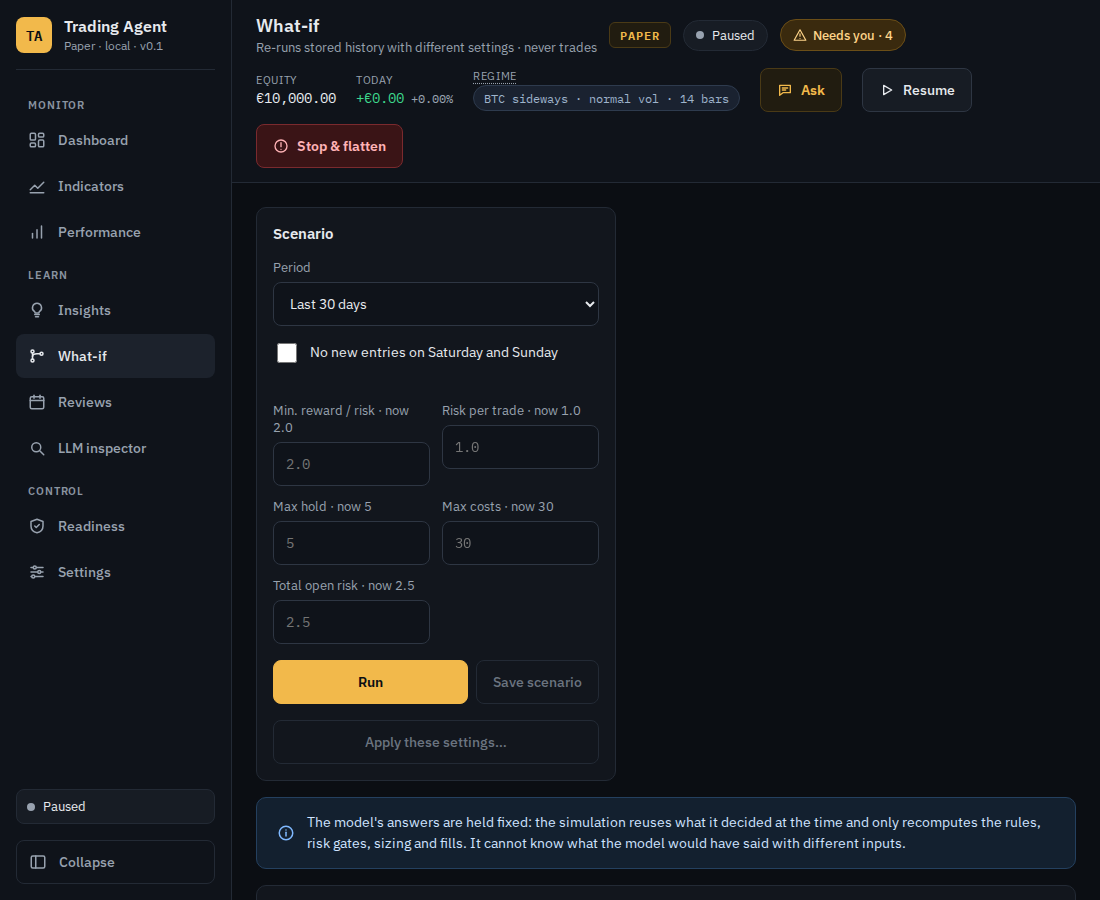 TA
Trading Agent
Paper · local · v0.1
MONITOR
Dashboard
Indicators
Performance
LEARN
Insights
What-if
Reviews
LLM inspector
CONTROL
Readiness
Settings
Paused
Collapse
What-if
Re-runs stored history with different settings · never trades
PAPER
Paused
Needs you · 4
EQUITY
€10,000.00
TODAY
+€0.00 +0.00%
REGIME
BTC sideways · normal vol · 14 bars
Ask
Resume
Stop & flatten
Scenario
Period
Last 30 days
No new entries on Saturday and Sunday
Min. reward / risk · now
2.0
2.0
Risk per trade · now 1.0
1.0
Max hold · now 5
5
Max costs · now 30
30
Total open risk · now 2.5
2.5
Run
Save scenario
Apply these settings...
The model's answers are held fixed: the simulation reuses what it decided at the time and only recomputes the rules,
risk gates, sizing and fills. It cannot know what the model would have said with different inputs.